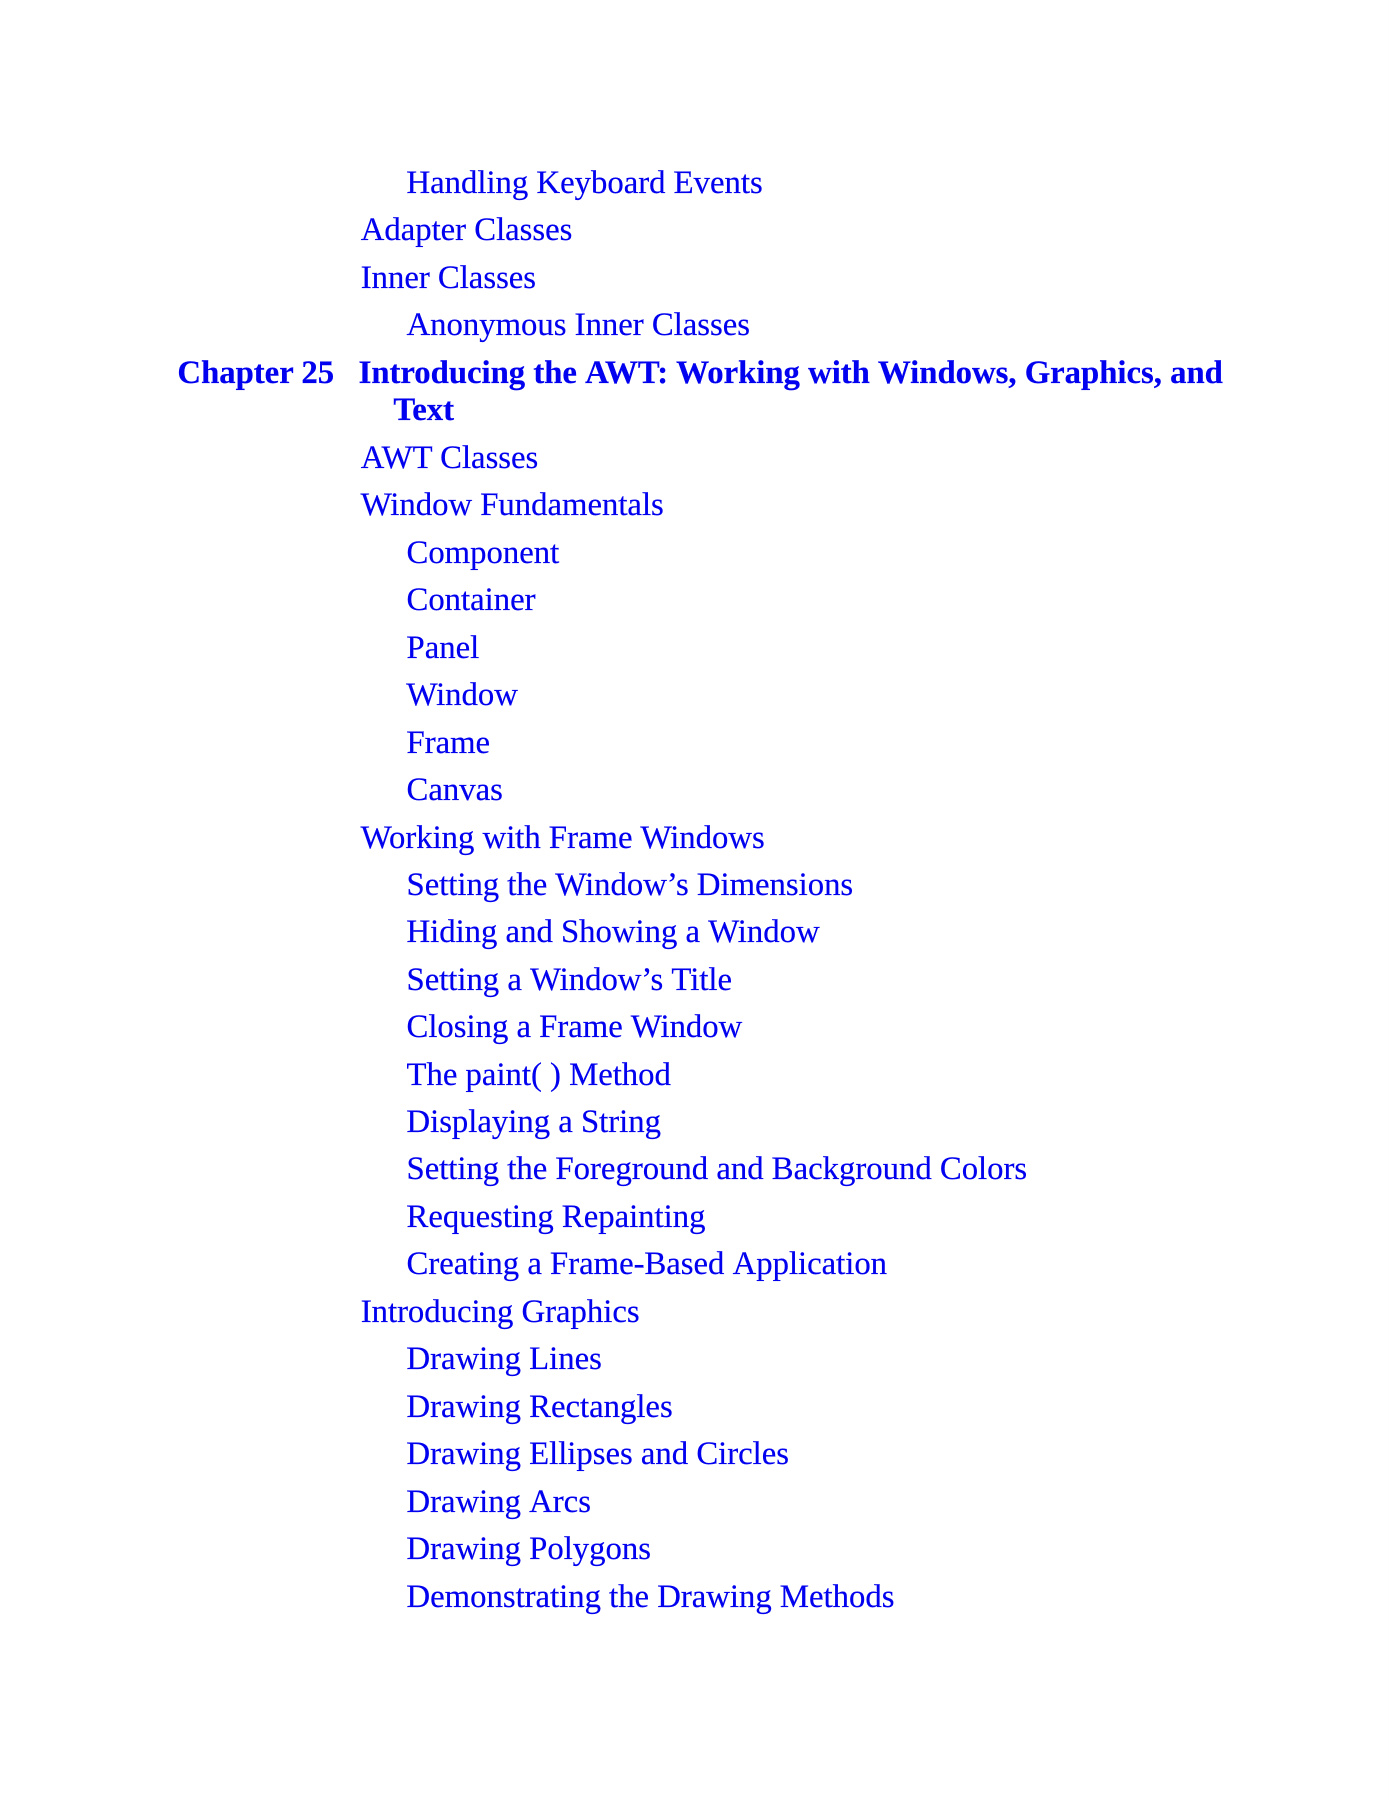 Handling Keyboard Events
Adapter Classes
Inner Classes
Anonymous Inner Classes
Chapter 25 Introducing the AWT: Working with Windows, Graphics, and
Text
AWT Classes
Window Fundamentals
Component
Container
Panel
Window
Frame
Canvas
Working with Frame Windows
Setting the Window’s Dimensions
Hiding and Showing a Window
Setting a Window’s Title
Closing a Frame Window
The paint( ) Method
Displaying a String
Setting the Foreground and Background Colors
Requesting Repainting
Creating a Frame-Based Application
Introducing Graphics
Drawing Lines
Drawing Rectangles
Drawing Ellipses and Circles
Drawing Arcs
Drawing Polygons
Demonstrating the Drawing Methods